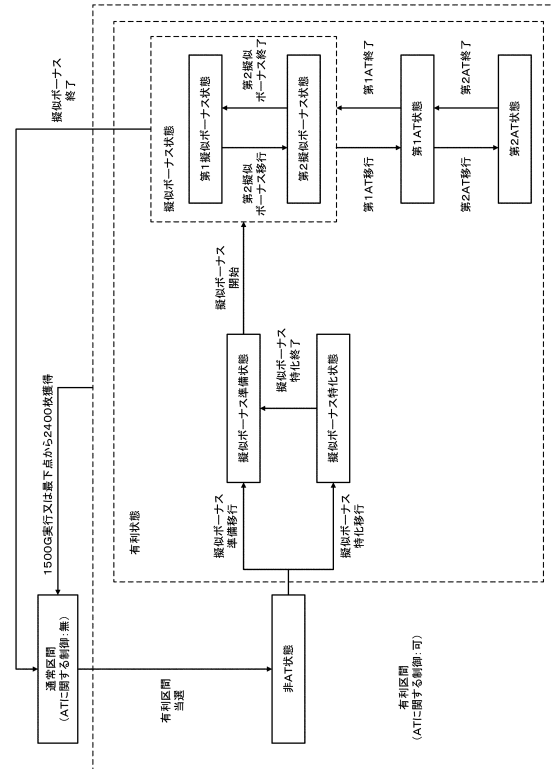 通常区間
（ATに関する制御：無）
1500G実行又は最下点から2400枚獲得
擬似ボーナス
終了
有利区間
当選
非AT状態
有利区間
（ATに関する制御：可）
有利状態
擬似ボーナス
準備移行
擬似ボーナス
特化移行
擬似ボーナス準備状態
擬似ボーナス
特化終了
擬似ボーナス特化状態
擬似ボーナス
開始
擬似ボーナス状態
第1擬似ボーナス状態
第2擬似
ボーナス移行
第2擬似
ボーナス終了
第2擬似ボーナス状態
第1AT移行
第1AT終了
第1AT状態
第2AT移行
第2AT終了
第2AT状態